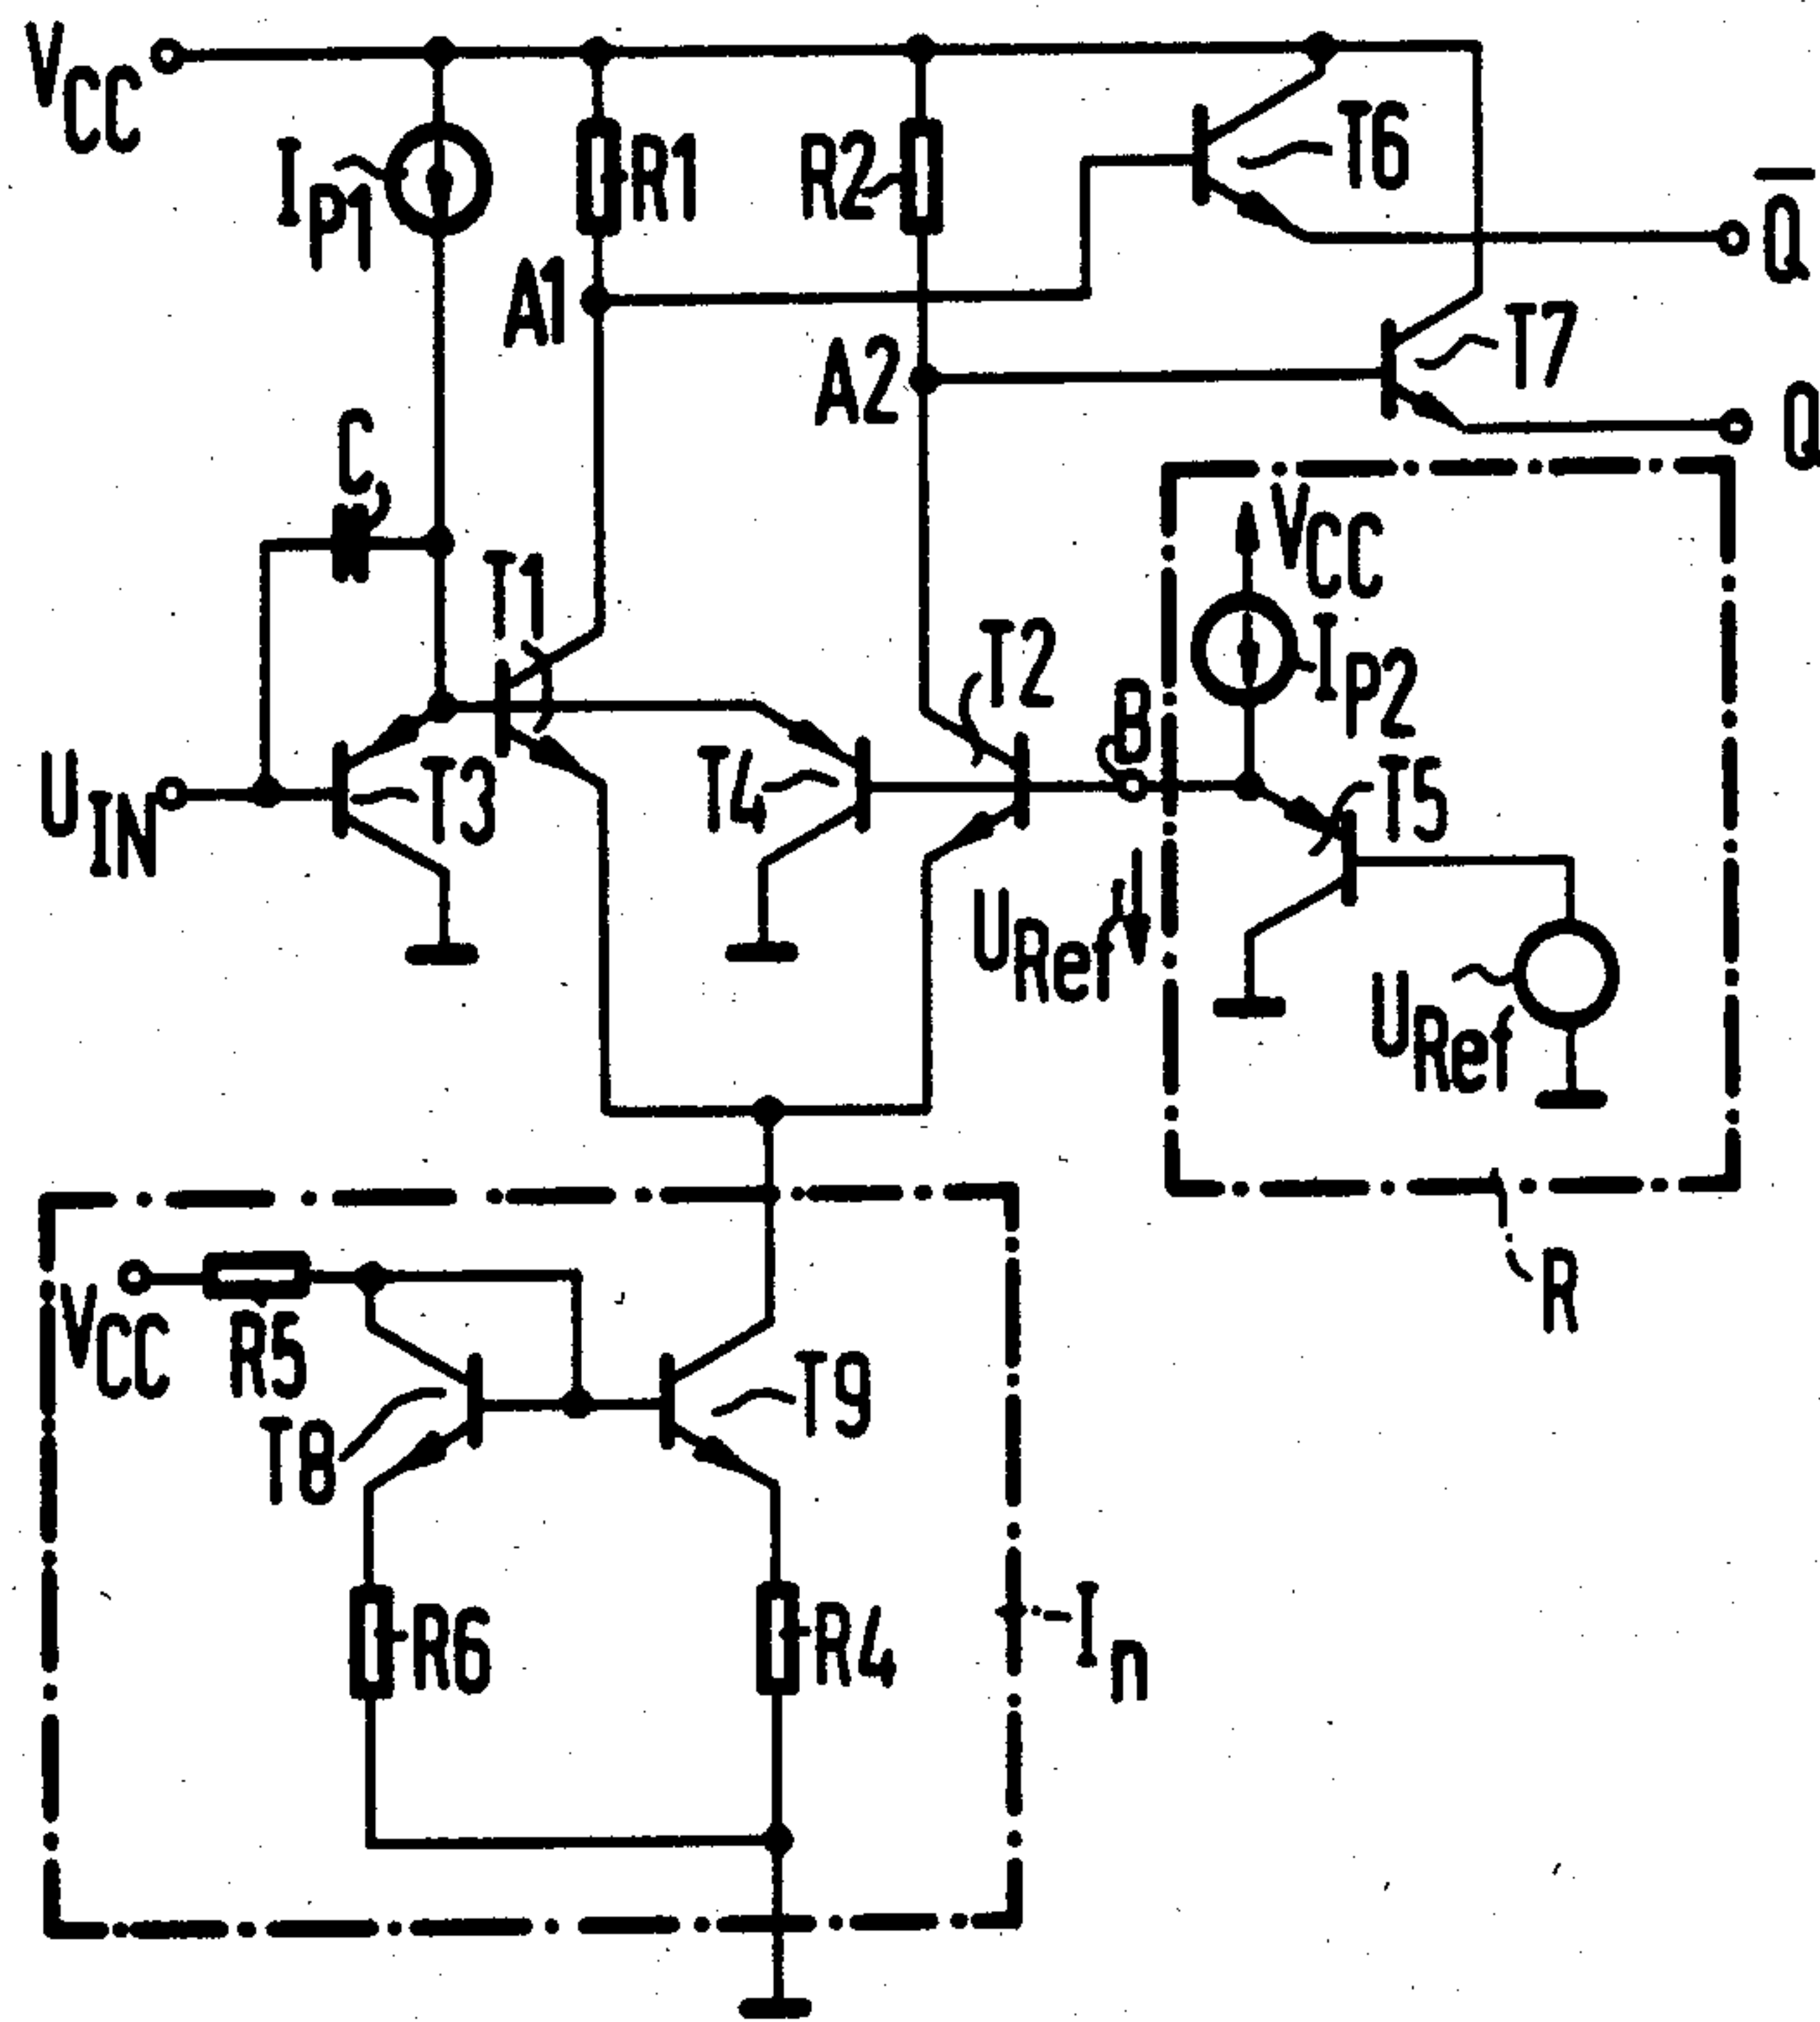 VCC
IP1
R1
R2
T6
Q̅
A1
T7
A2
Q
C
VCC
T1
T2
IP2
B
UIN
T3
T4
T5
URef
URef
R
VCC
R5
T9
T8
R6
R4
In